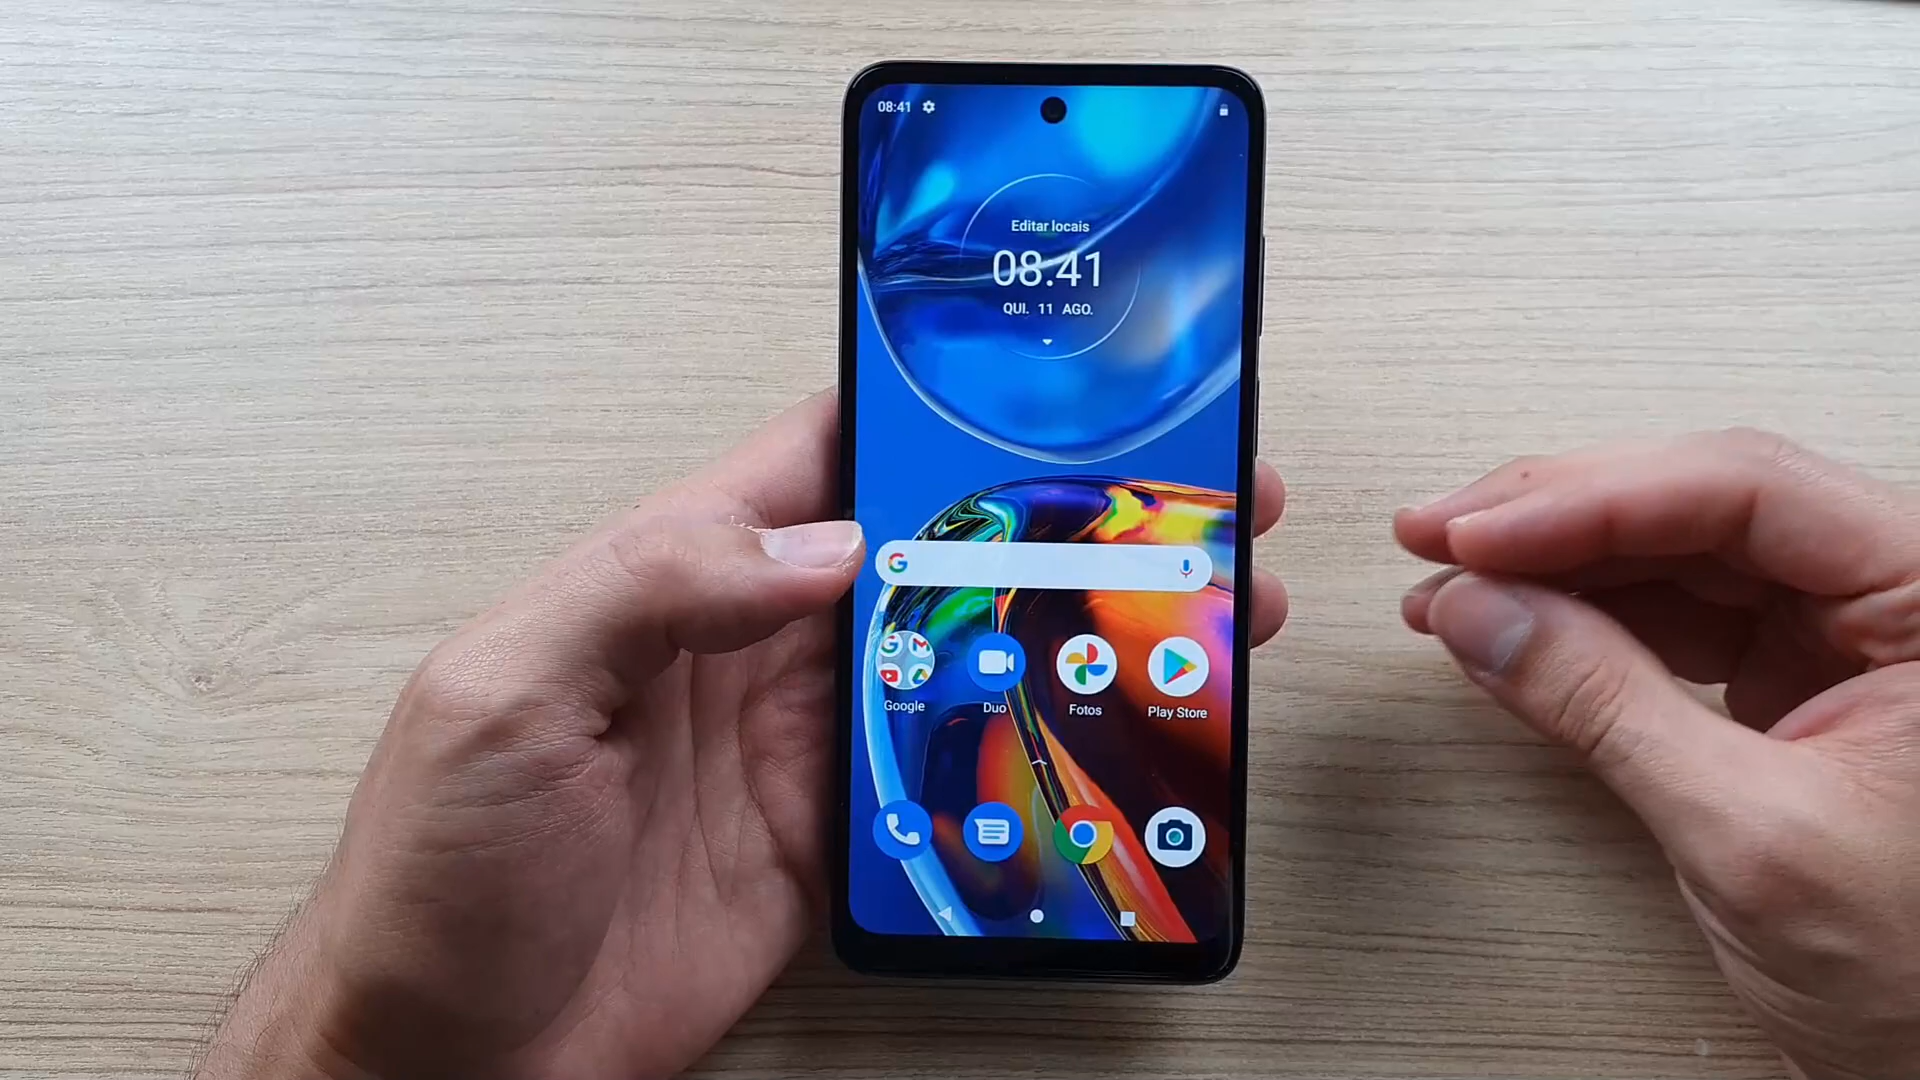 08:41
Editar locais
08:41
QUI. 11 AGO.
Google
Duo
Fotos
Play Store